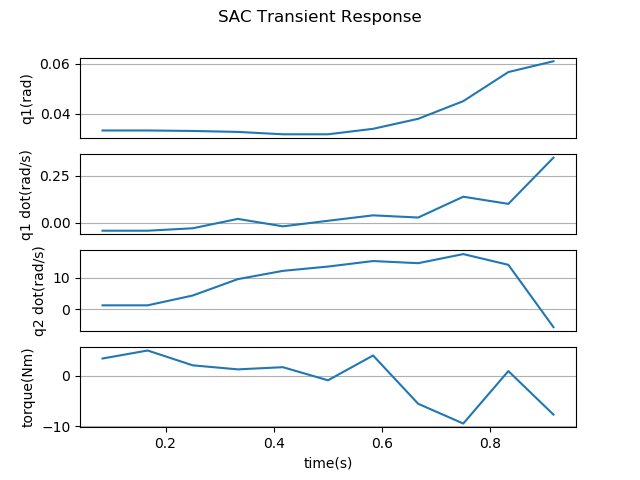 SAC Transient Response
0.06
0.04
q1(rad)
0.25
0.00
q1 dot(rad/s)
10
0
q2 dot(rad/s)
0
−10
torque(Nm)
0.2 0.4 0.6 0.8
time(s)